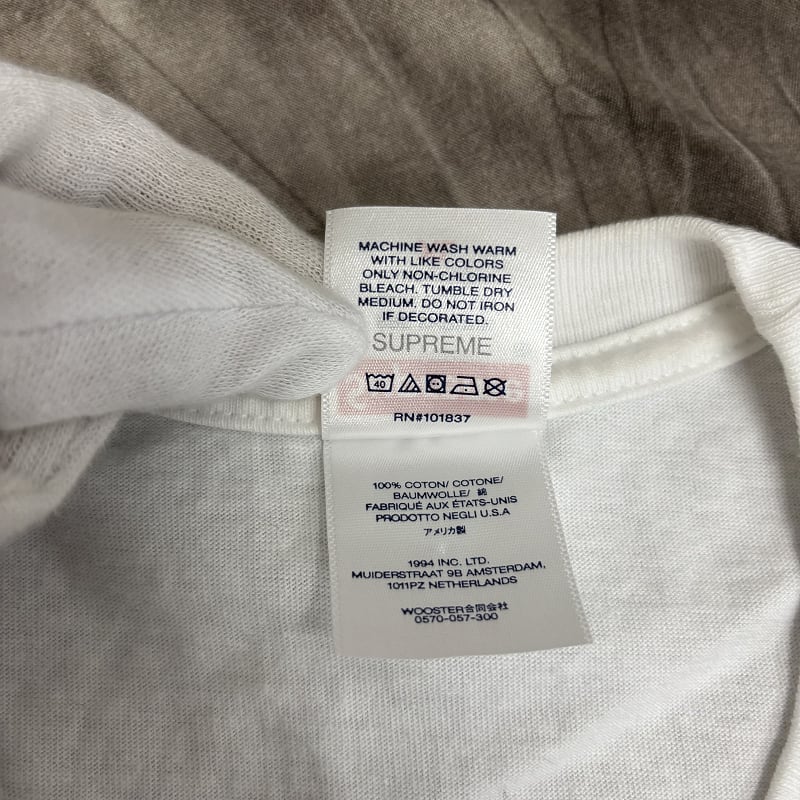 MACHINE WASH WARM
WITH LIKE COLORS
ONLY NON-CHLORINE
BLEACH. TUMBLE DRY
MEDIUM. DO NOT IRON
IF DECORATED.
SUPREME
40
RN#101837
100% COTON/ COTONE/
BAUMWOLLE/ 綿
FABRIQUÉ AUX ÉTATS-UNIS
PRODOTTO NEGLI U.S.A
アメリカ製
1994 INC. LTD.
MUIDERSTRAAT 9B AMSTERDAM,
1011PZ NETHERLANDS
WOOSTER合同会社
0570-057-300